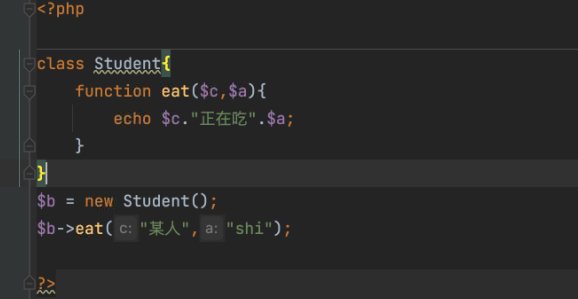 <?php
class Student{
function eat($c,$a){
echo $c."正在吃".$a;
}
}
$b = new Student();
$b->eat( c: "某人", a: "shi");
?>